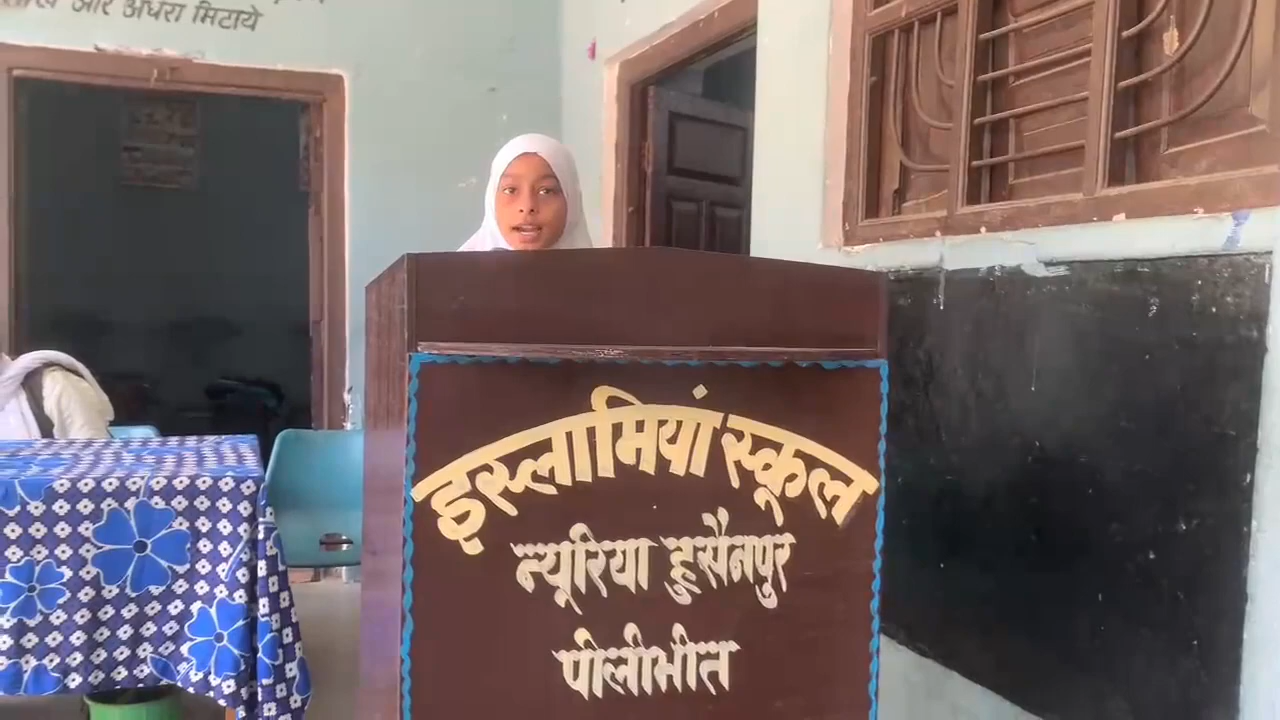 और अंधेरा मिटाये
इस्लामियां स्कूल
न्यूरिया हुसैनपुर
पीलीभीत